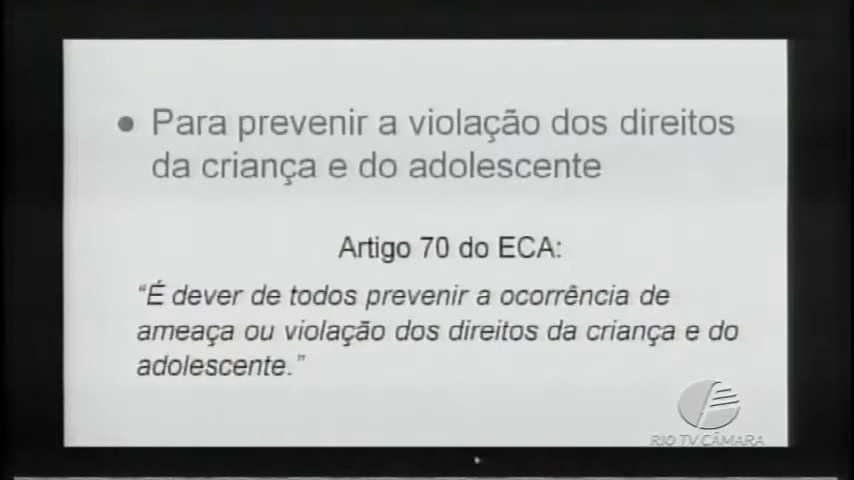 ● Para prevenir a violação dos direitos
da criança e do adolescente
Artigo 70 do ECA:
“É dever de todos prevenir a ocorrência de
ameaça ou violação dos direitos da criança e do
adolescente.”
RIO TV CÂMARA